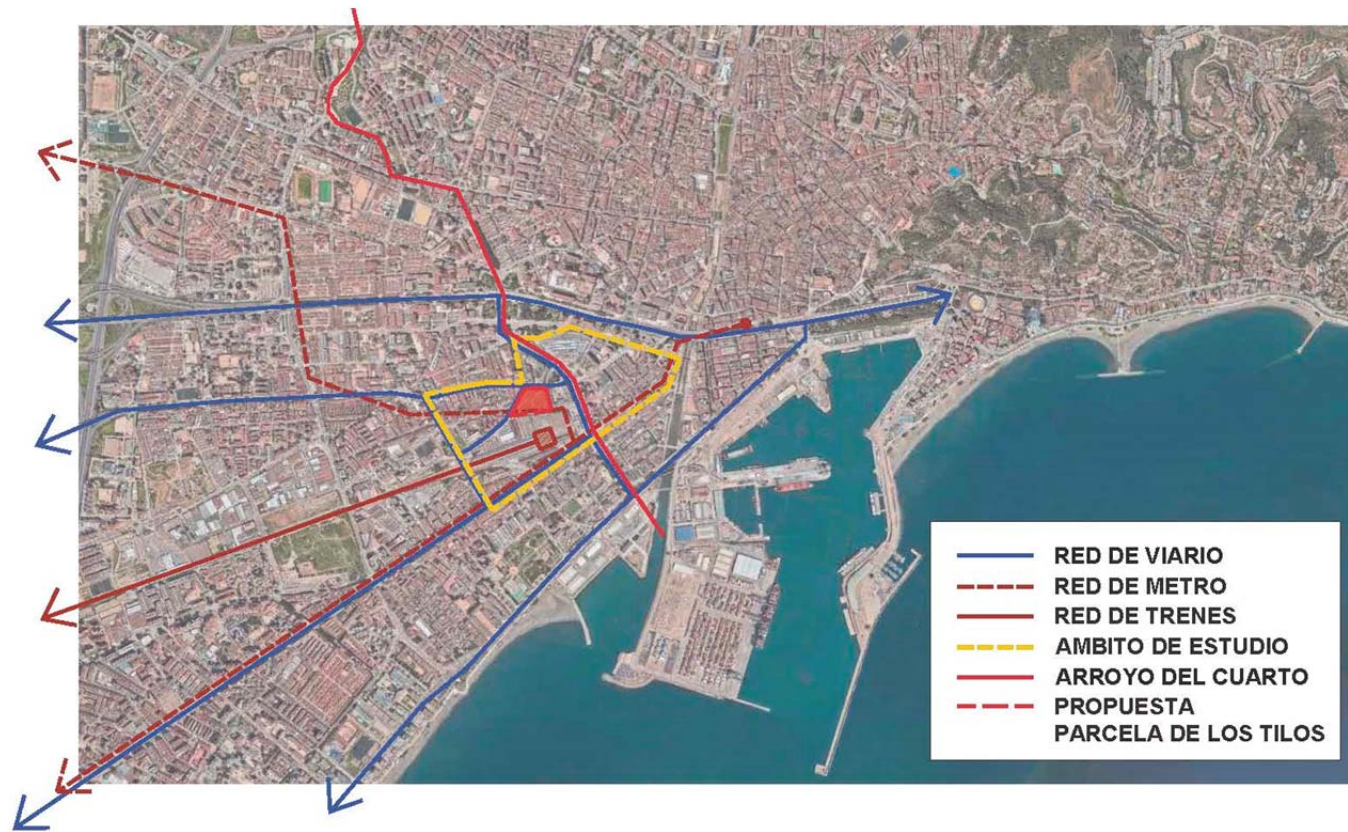 RED DE VIARIO
RED DE METRO
RED DE TRENES
AMBITO DE ESTUDIO
ARROYO DEL CUARTO
PROPUESTA
PARCELA DE LOS TILOS